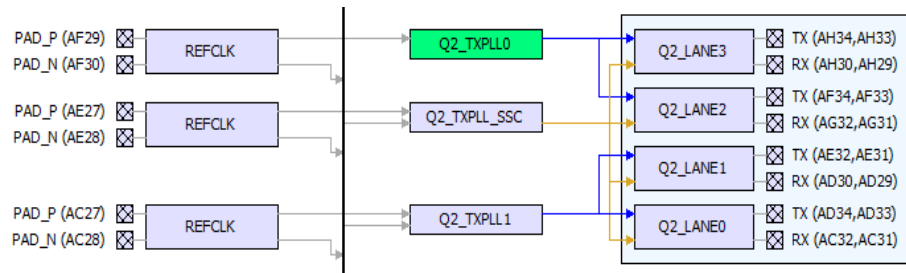 PAD_P (AF29)
PAD_N (AF30)
REFCLK
Q2_TXPLL0
Q2_LANE3
TX (AH34,AH33)
RX (AH30,AH29)
PAD_P (AE27)
PAD_N (AE28)
REFCLK
Q2_TXPLL_SSC
Q2_LANE2
TX (AF34,AF33)
RX (AG32,AG31)
Q2_LANE1
TX (AE32,AE31)
RX (AD30,AD29)
PAD_P (AC27)
PAD_N (AC28)
REFCLK
Q2_TXPLL1
Q2_LANE0
TX (AD34,AD33)
RX (AC32,AC31)